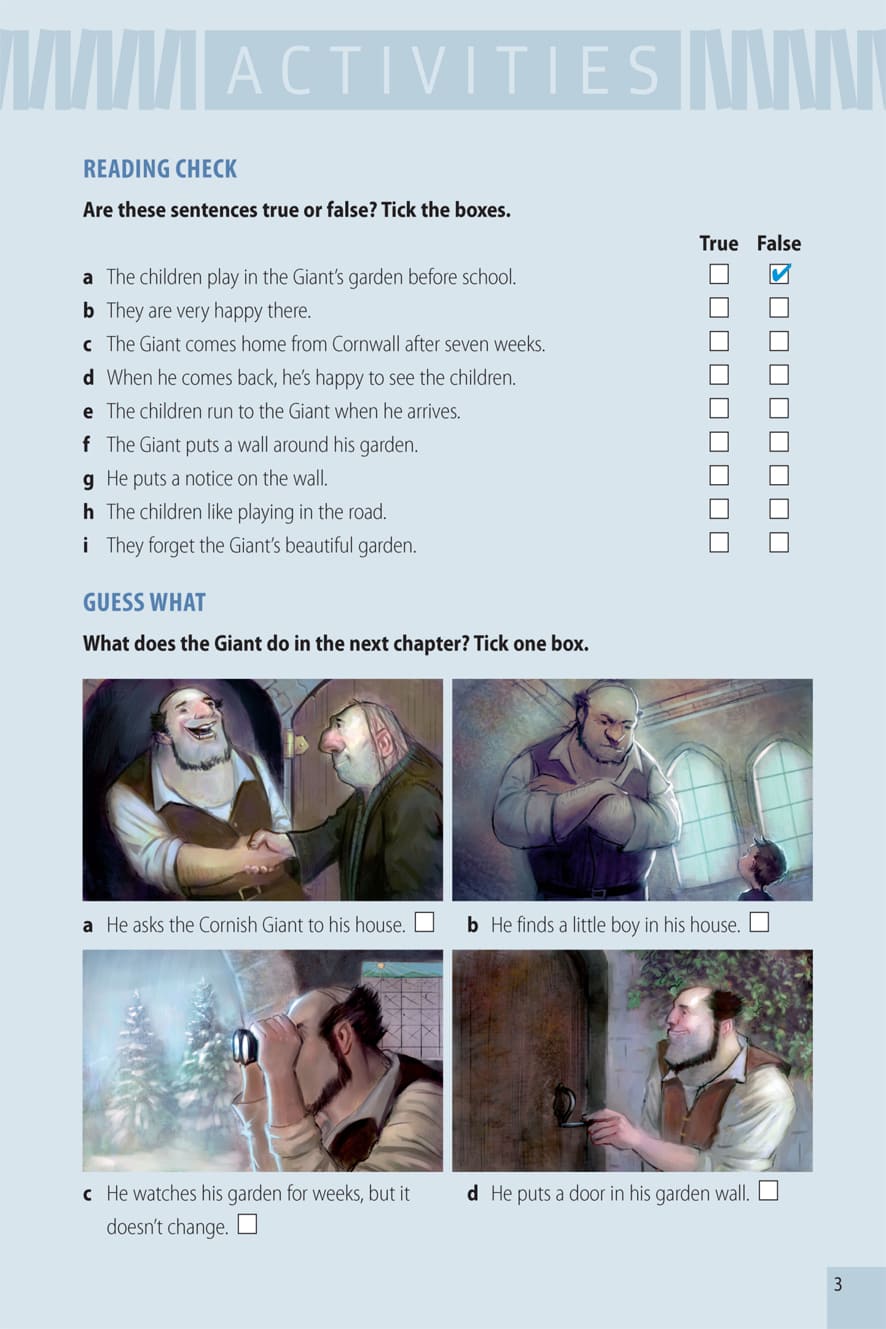 ACTIVITIES
READING CHECK
Are these sentences true or false? Tick the boxes.
True False
a The children play in the Giant’s garden before school.
b They are very happy there.
c The Giant comes home from Cornwall after seven weeks.
d When he comes back, he’s happy to see the children.
e The children run to the Giant when he arrives.
f The Giant puts a wall around his garden.
g He puts a notice on the wall.
h The children like playing in the road.
i They forget the Giant’s beautiful garden.
GUESS WHAT
What does the Giant do in the next chapter? Tick one box.
a He asks the Cornish Giant to his house.
b He finds a little boy in his house.
c He watches his garden for weeks, but it
doesn’t change.
d He puts a door in his garden wall.
3